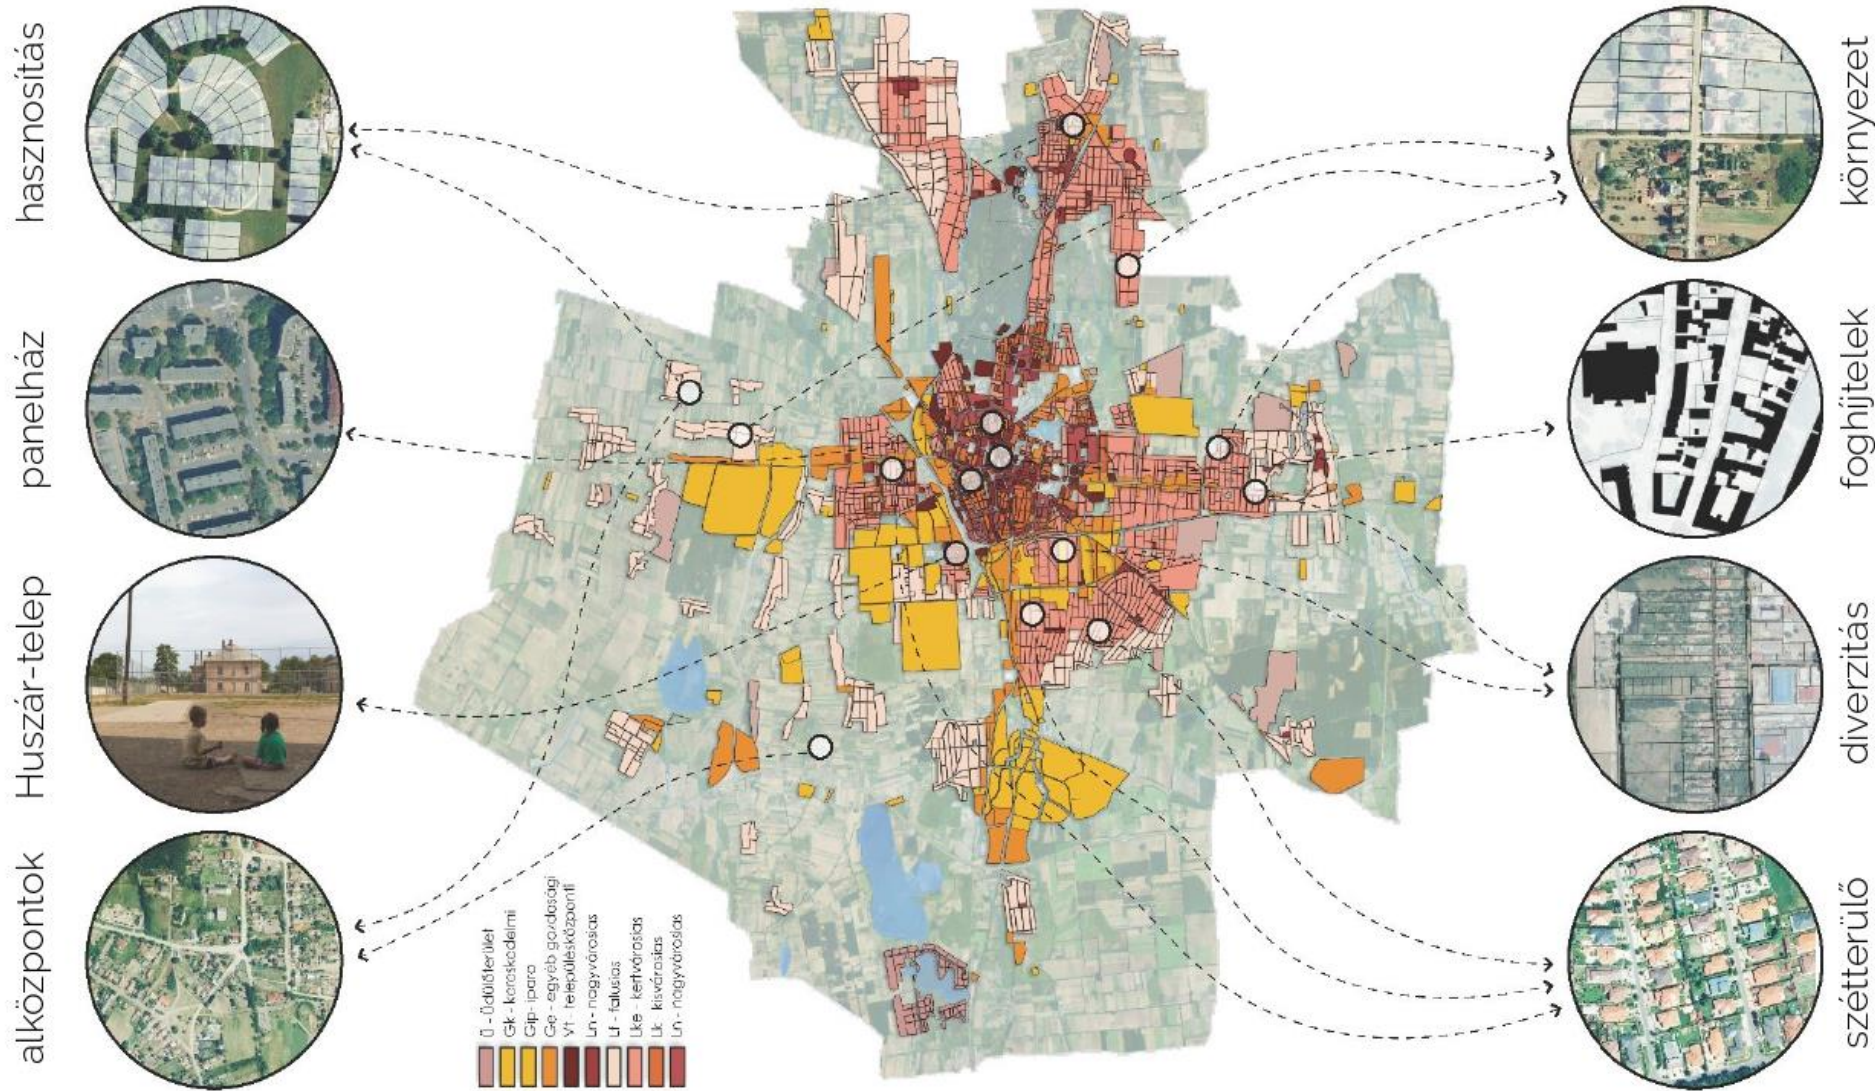 hasznosítás
panelház
Huszár-telep
alközpontok
Ü - üdülőterület
Gk - kereskedelmi
Gip- ipara
Ge - egyéb gazdasági
Vt - településközponti
Ln - nagyvárosias
Lf - falusias
Lke - kertvárosias
Lk - kisvárosias
Ln - nagyvárosias
környezet
foghíjtelek
diverzitás
szétterülő